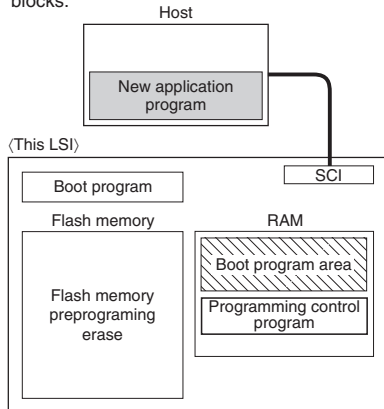 blocks.
Host
New application
program
〈This LSI〉
SCI
Boot program
Flash memory
RAM
Boot program area
Flash memory
preprograming
erase
Programming control
program